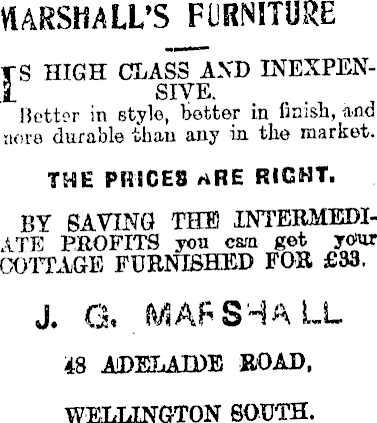 MARSHALL'S FURNITURE
IS HIGH CLASS AND INEXPEN-
SIVE.
Better in style, better in finish, and
more durable than any in the market.
THE PRICES ARE RIGHT.
BY SAVING THE INTERMEDI-
ATE PROFITS you can get your
COTTAGE FURNISHED FOR £33.
J. G. MARSHALL
48 ADELAIDE ROAD,
WELLINGTON SOUTH.